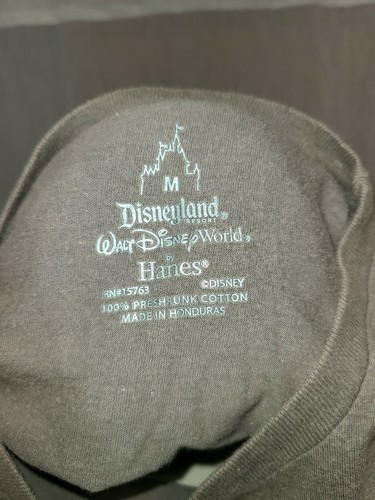 M
Disneyland®
RESORT
WALT DISNEY World®
BY
Hanes®
RN#15763 ©DISNEY
100% PRESHRUNK COTTON
MADE IN HONDURAS